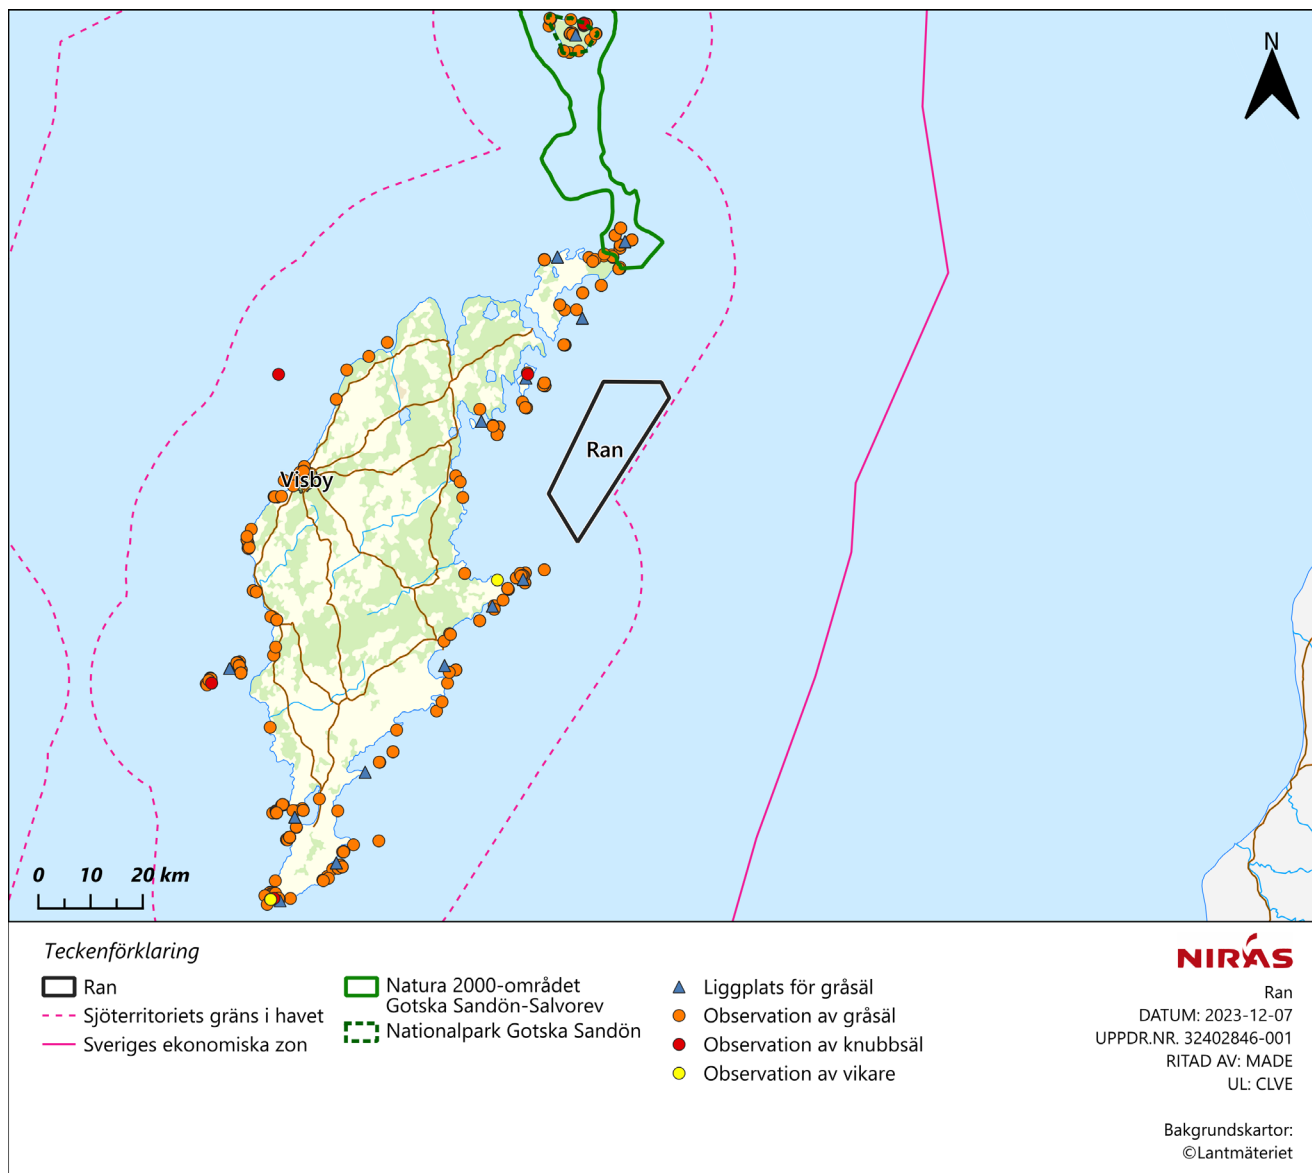 N
Ran
Visby
0 10 20 km
Teckenförklaring
Ran
Sjöterritoriets gräns i havet
Sveriges ekonomiska zon
Natura 2000-området
Gotska Sandön-Salvorev
Nationalpark Gotska Sandön
Liggplats för gråsäl
Observation av gråsäl
Observation av knubbsäl
Observation av vikare
NIRÁS
Ran
DATUM: 2023-12-07
UPPDR.NR. 32402846-001
RITAD AV: MADE
UL: CLVE
Bakgrundskartor:
©Lantmäteriet